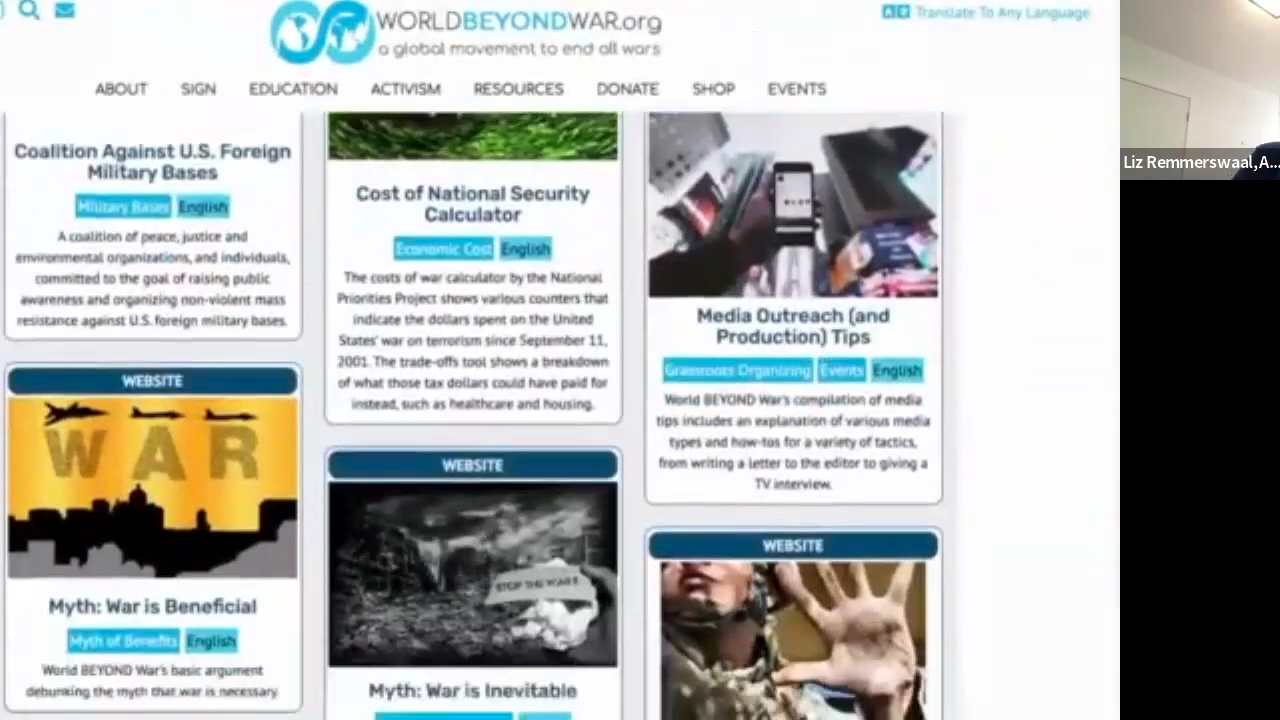 WORLDBEYONDWAR.org
a global movement to end all wars
Translate To Any Language
ABOUT SIGN EDUCATION ACTIVISM RESOURCES DONATE SHOP EVENTS
Liz Remmerswaal,A...
Coalition Against U.S. Foreign
Military Bases
Military Bases English
A coalition of peace, justice and
environmental organizations, and individuals,
committed to the goal of raising public
awareness and organizing non-violent mass
resistance against U.S. foreign military bases.
WEBSITE
WAR
Myth: War is Beneficial
Myth of Benefits English
World BEYOND War's basic argument
debunking the myth that war is necessary.
Cost of National Security
Calculator
Economic Cost English
The costs of war calculator by the National
Priorities Project shows various counters that
indicate the dollars spent on the United
States' war on terrorism since September 11,
2001. The trade-offs tool shows a breakdown
of what those tax dollars could have paid for
instead, such as healthcare and housing.
WEBSITE
STOP THE WAR!
Myth: War is Inevitable
Media Outreach (and
Production) Tips
Grassroots Organizing Events English
World BEYOND War's compilation of media
tips includes an explanation of various media
types and how-tos for a variety of tactics,
from writing a letter to the editor to giving a
TV interview.
WEBSITE